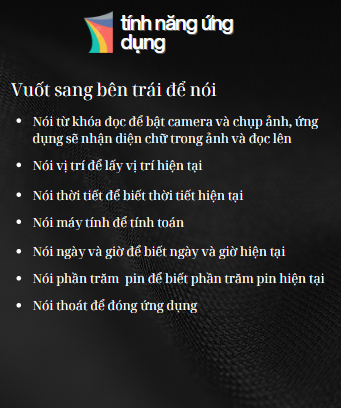 tính năng ứng
dụng
Vuốt sang bên trái để nói
• Nói từ khóa đọc để bật camera và chụp ảnh, ứng
dụng sẽ nhận diện chữ trong ảnh và đọc lên
• Nói vị trí để lấy vị trí hiện tại
• Nói thời tiết để biết thời tiết hiện tại
• Nói máy tính để tính toán
• Nói ngày và giờ để biết ngày và giờ hiện tại
• Nói phần trăm  pin để biết phần trăm pin hiện tại
• Nói thoát để đóng ứng dụng